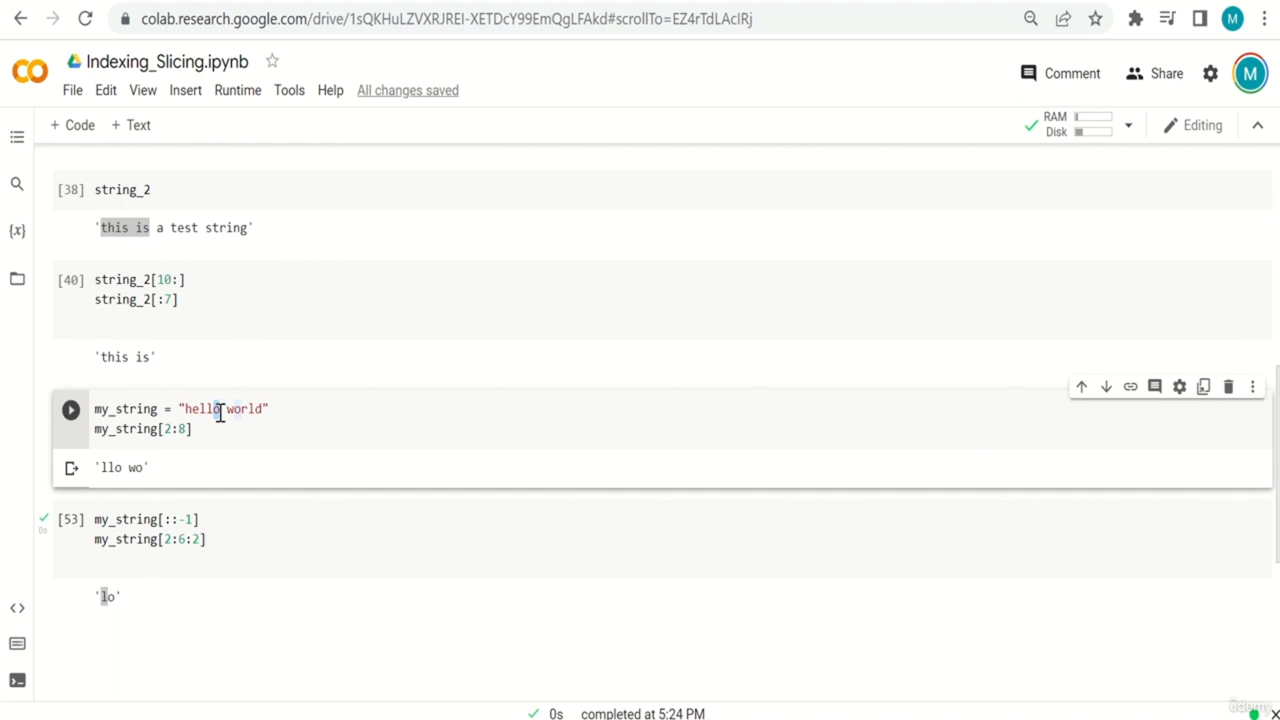 colab.research.google.com/drive/1sQKHuLZVXRJREI-XETDcY99EmQgLFAkd#scrollTo=EZ4rTdLAcIRj
M
CO
Indexing_Slicing.ipynb
Comment
Share
M
File Edit View Insert Runtime Tools Help All changes saved
+ Code + Text
RAM
Disk
Editing
[38] string_2
'this is a test string'
{x}
[40] string_2[10:]
string_2[:7]
'this is'
my_string = "hello world"
my_string[2:8]
'llo wo'
[53] my_string[::-1]
0s
my_string[2:6:2]
'lo'
0s completed at 5:24 PM
Udemy